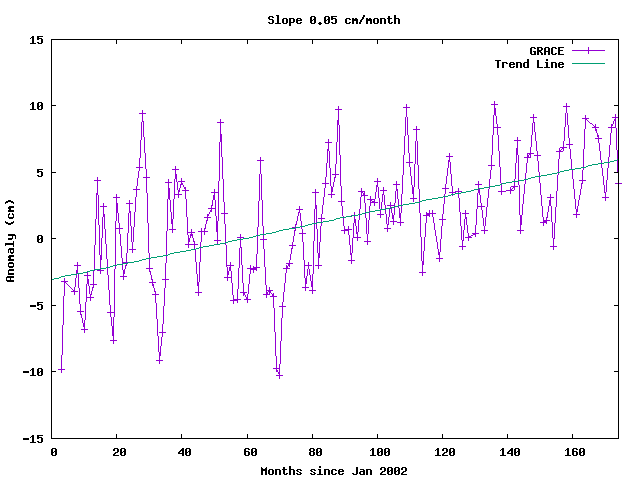 Slope 0.05 cm/month
GRACE
Trend Line
15
10
5
0
-5
-10
-15
Anomaly (cm)
0 20 40 60 80 100 120 140 160
Months since Jan 2002